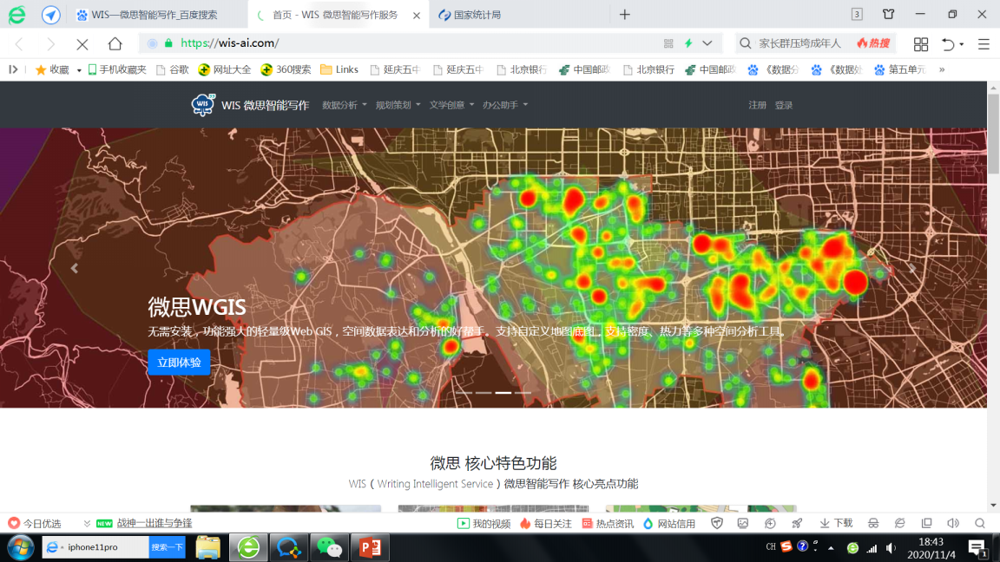 WIS—微思智能写作_百度搜索
首页 - WIS 微思智能写作服务
国家统计局
3
https://wis-ai.com/
家长群压垮成年人
热搜
收藏
手机收藏夹
谷歌
网址大全
360搜索
Links
延庆五中
延庆五中
北京银行
中国邮政
北京银行
中国邮政
《数据分
《数据处
第五单元
WIS 微思智能写作
数据分析
规划策划
文学创意
办公助手
注册
登录
微思WGIS
无需安装，功能强大的轻量级Web GIS，空间数据表达和分析的好帮手。支持自定义地图底图，支持密度、热力等多种空间分析工具。
立即体验
微思 核心特色功能
WIS（Writing Intelligent Service）微思智能写作 核心亮点功能
今日优选
NEW
战神一出谁与争锋
我的视频
每日关注
热点资讯
网站信用
下载
iphone11pro
搜索一下
CH
18:43
2020/11/4
1